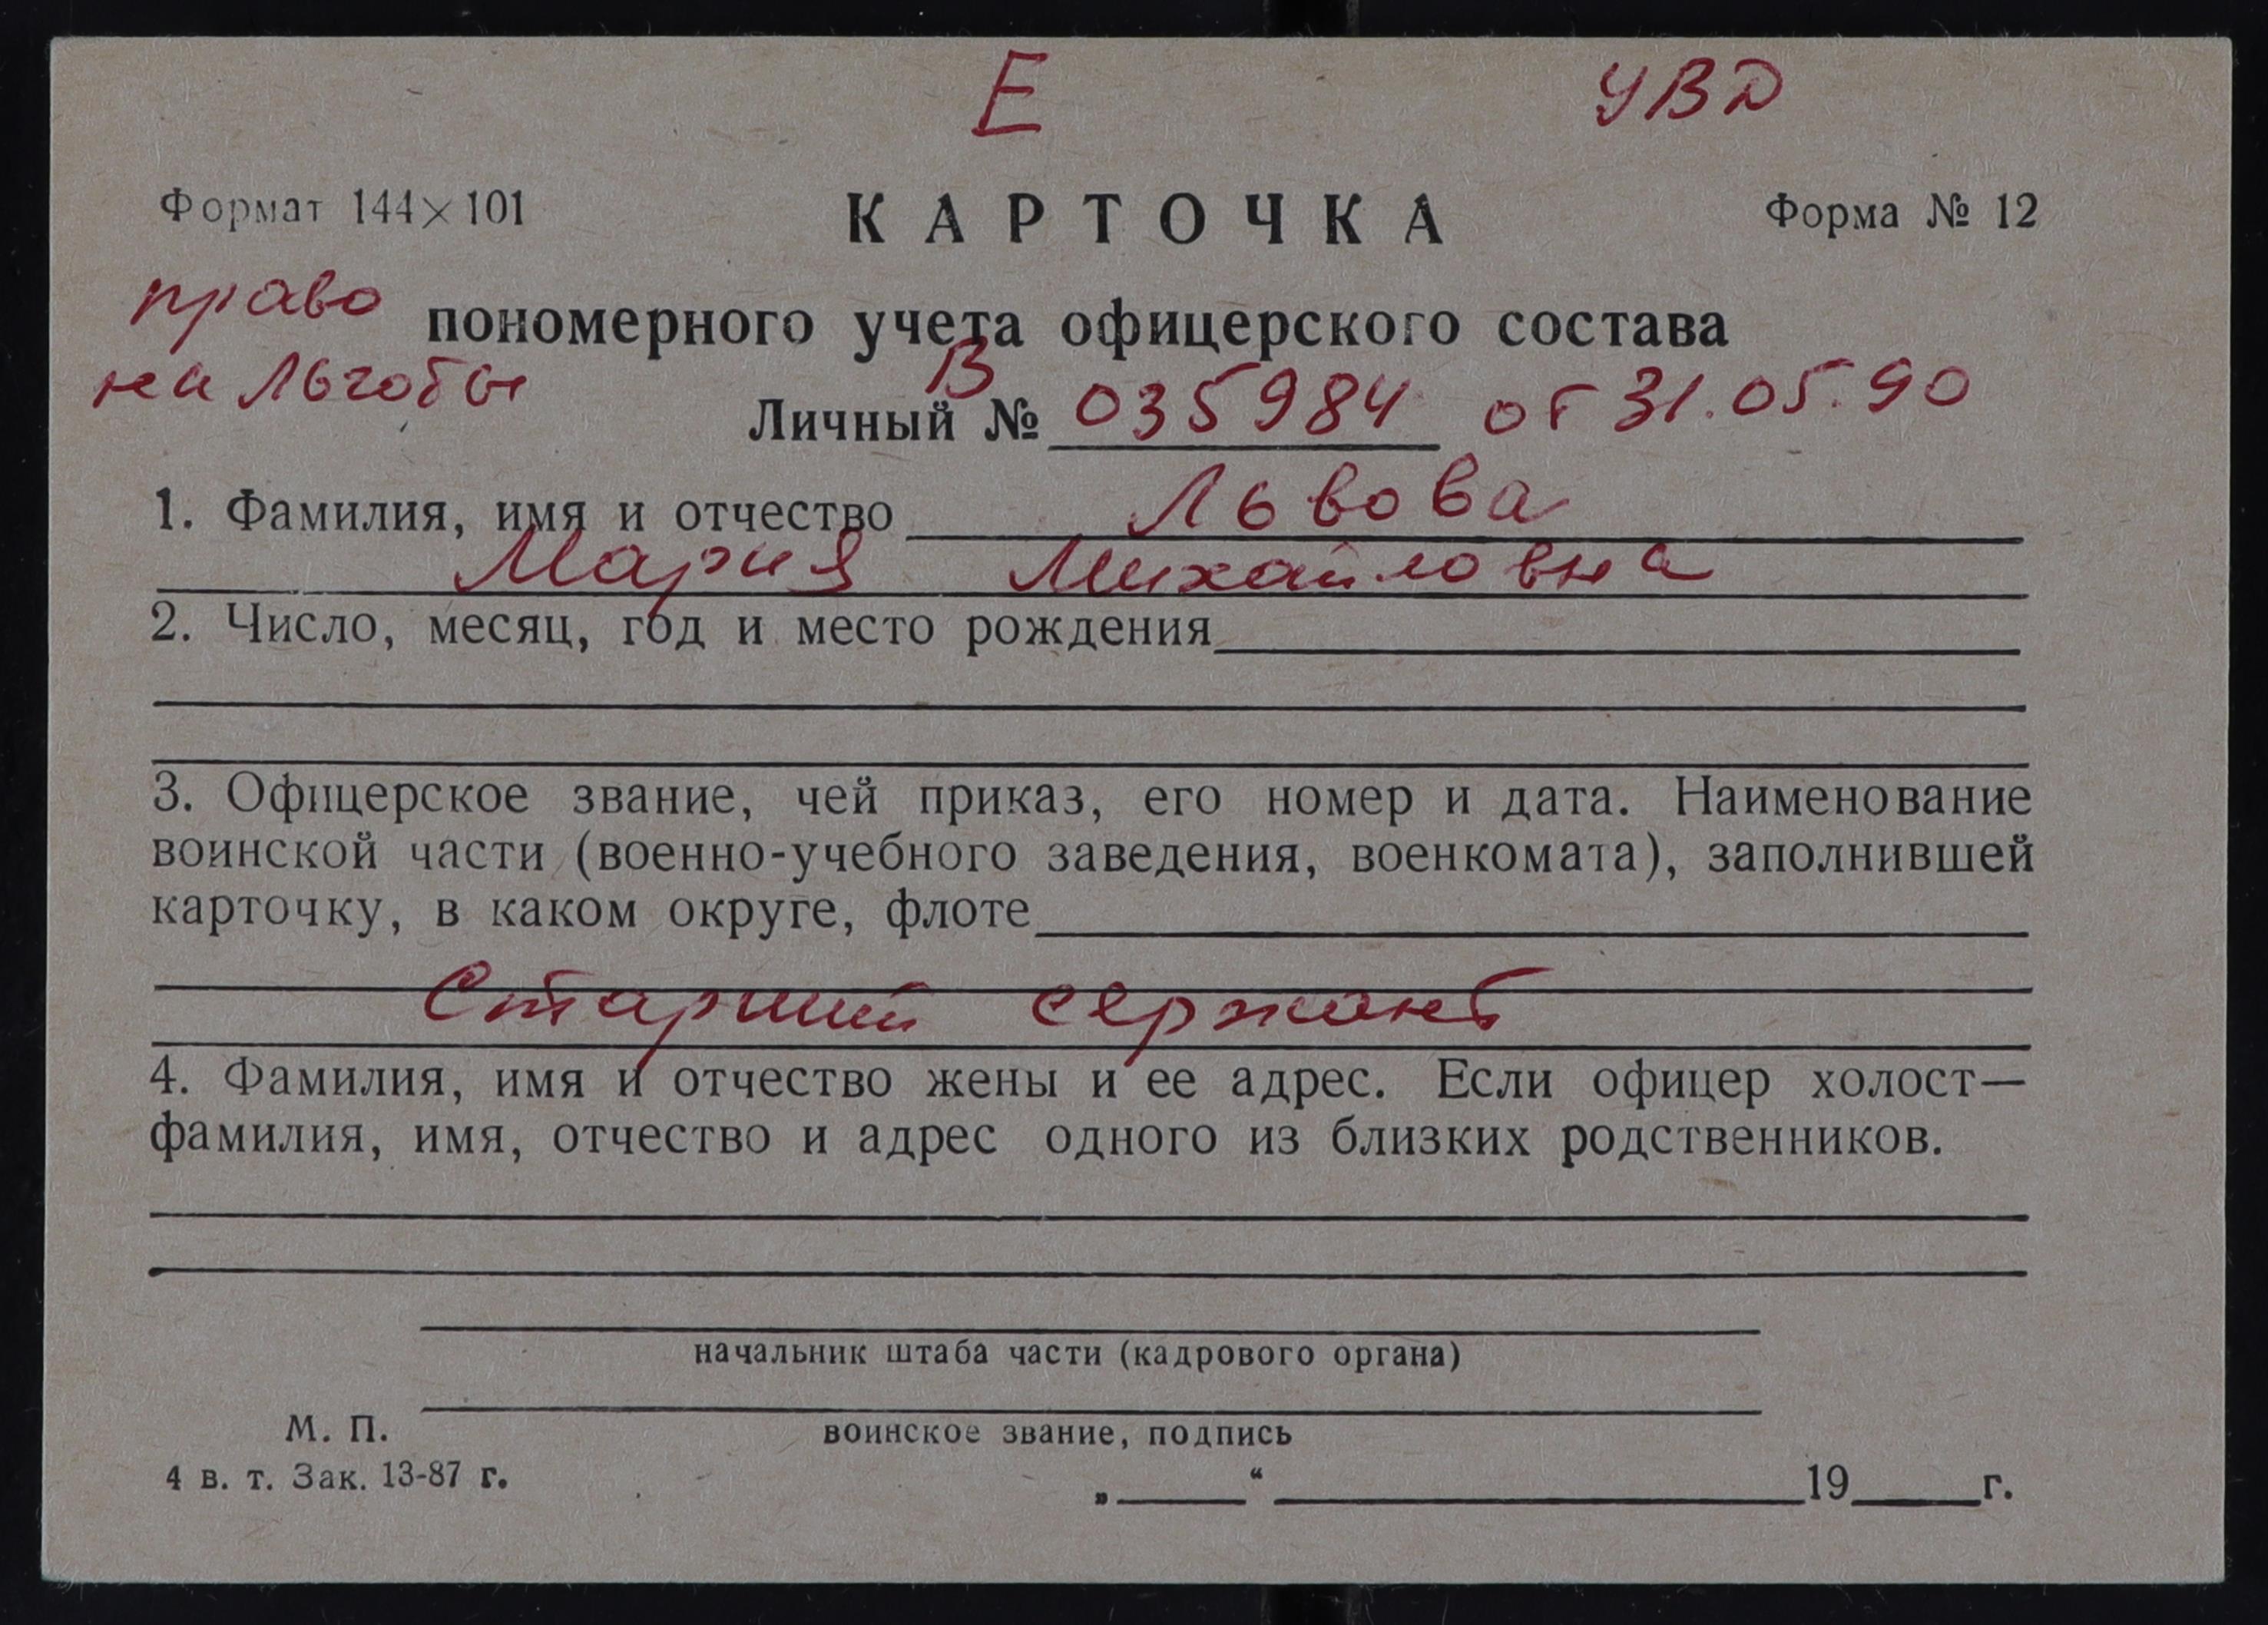 Е УВД
Формат 144×101 КАРТОЧКА Форма № 12
право
пономерного учета офицерского состава
на льготы
В
Личный № 035984 от 31.05.90
1. Фамилия, имя и отчество Львова
Мария Михайловна
2. Число, месяц, год и место рождения
3. Офицерское звание, чей приказ, его номер и дата. Наименование
воинской части (военно-учебного заведения, военкомата), заполнившей
карточку, в каком округе, флоте
Старший сержант
4. Фамилия, имя и отчество жены и ее адрес. Если офицер холост—
фамилия, имя, отчество и адрес одного из близких родственников.
начальник штаба части (кадрового органа)
М. П.
воинское звание, подпись
4 в. т. Зак. 13-87 г.
„ “ 19 г.